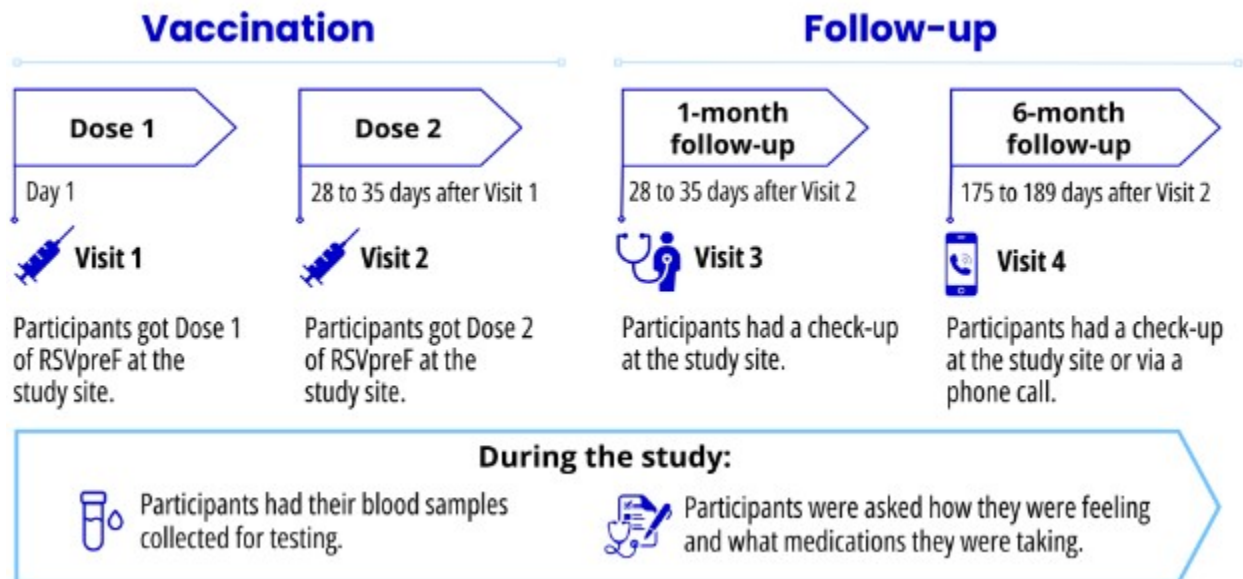 Vaccination
Follow-up
Dose 1
Dose 2
1-month
follow-up
6-month
follow-up
Day 1
28 to 35 days after Visit 1
28 to 35 days after Visit 2
175 to 189 days after Visit 2
Visit 1
Visit 2
Visit 3
Visit 4
Participants got Dose 1
of RSVpreF at the
study site.
Participants got Dose 2
of RSVpreF at the
study site.
Participants had a check-up
at the study site.
Participants had a check-up
at the study site or via a
phone call.
During the study:
Participants had their blood samples
collected for testing.
Participants were asked how they were feeling
and what medications they were taking.